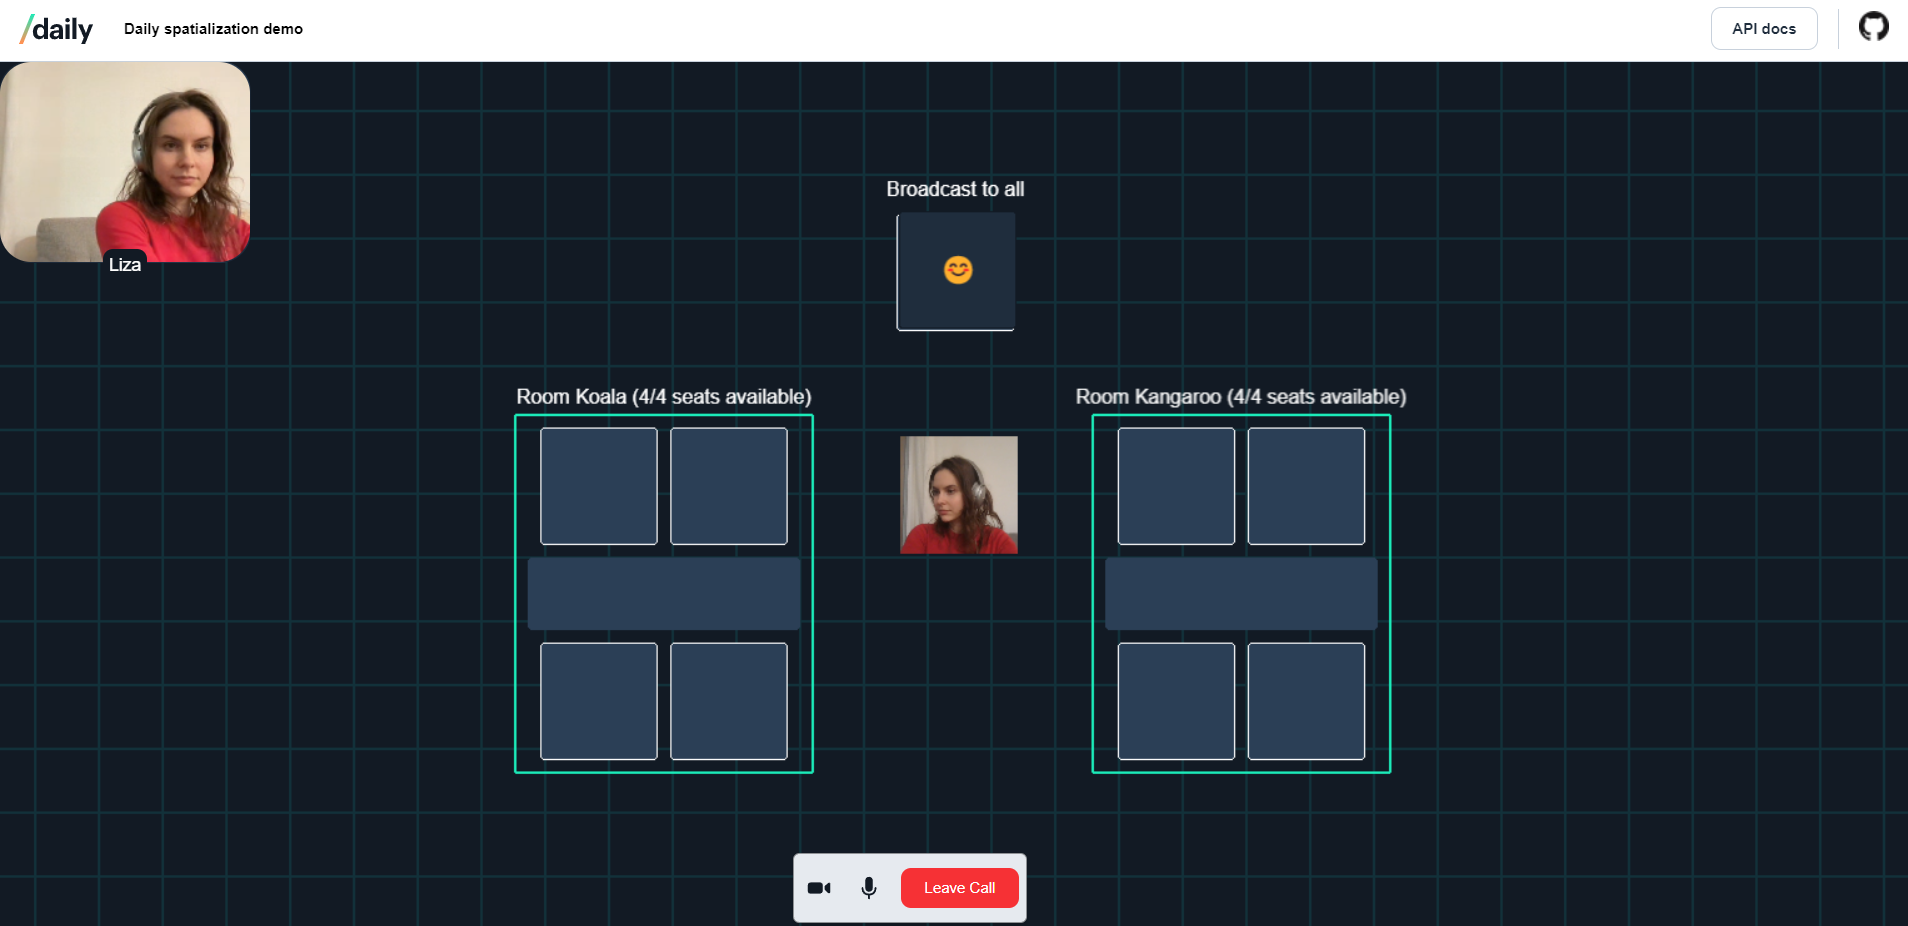 /daily
Daily spatialization demo
API docs
Liza
Broadcast to all
Room Koala (4/4 seats available)
Room Kangaroo (4/4 seats available)
Leave Call